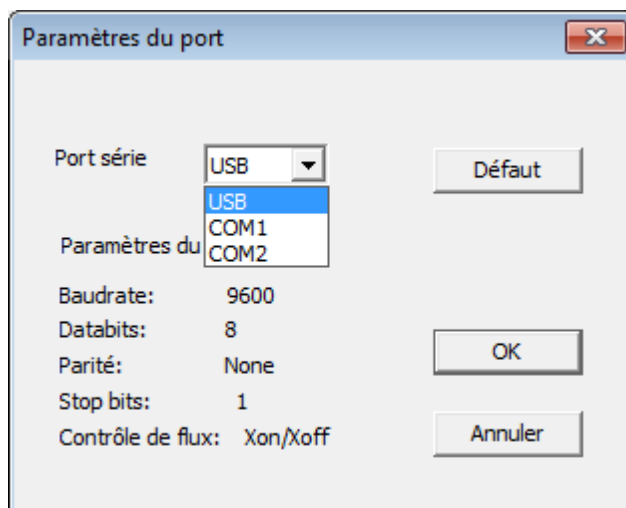 Paramètres du port
Port série
USB
Défaut
USB
COM1
COM2
Paramètres du
Baudrate: 9600
Databits: 8
Parité: None
OK
Stop bits: 1
Contrôle de flux: Xon/Xoff
Annuler